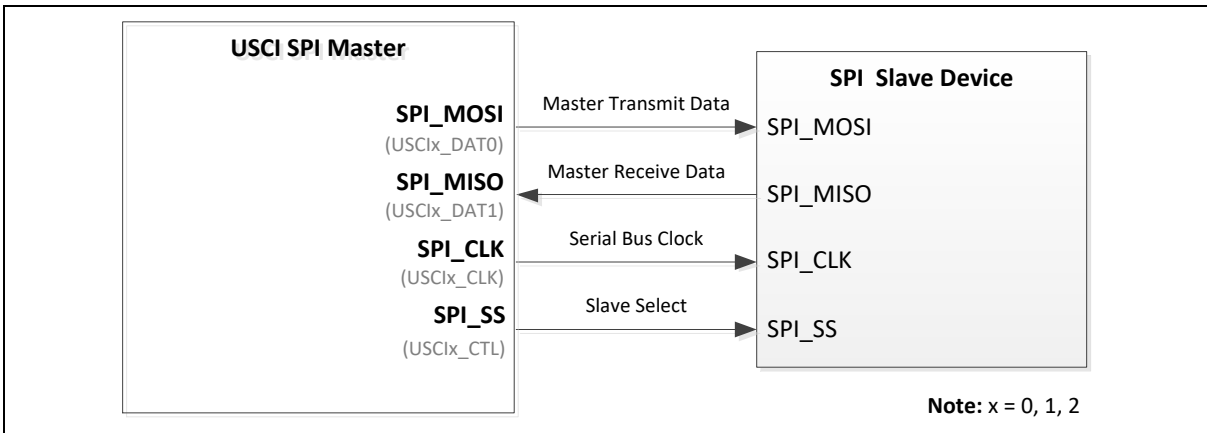 USCI SPI Master
SPI Slave Device
SPI_MOSI
(USCIx_DAT0)
Master Transmit Data
SPI_MOSI
SPI_MISO
(USCIx_DAT1)
Master Receive Data
SPI_MISO
SPI_CLK
(USCIx_CLK)
Serial Bus Clock
SPI_CLK
SPI_SS
(USCIx_CTL)
Slave Select
SPI_SS
Note: x = 0, 1, 2